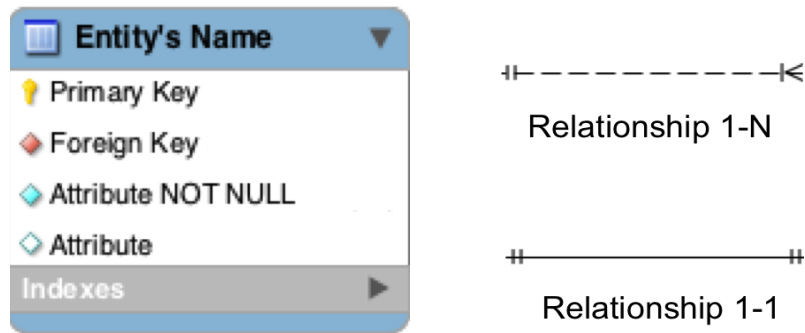 Entity's Name
Primary Key
Foreign Key
Attribute NOT NULL
Attribute
Indexes
Relationship 1-N
Relationship 1-1